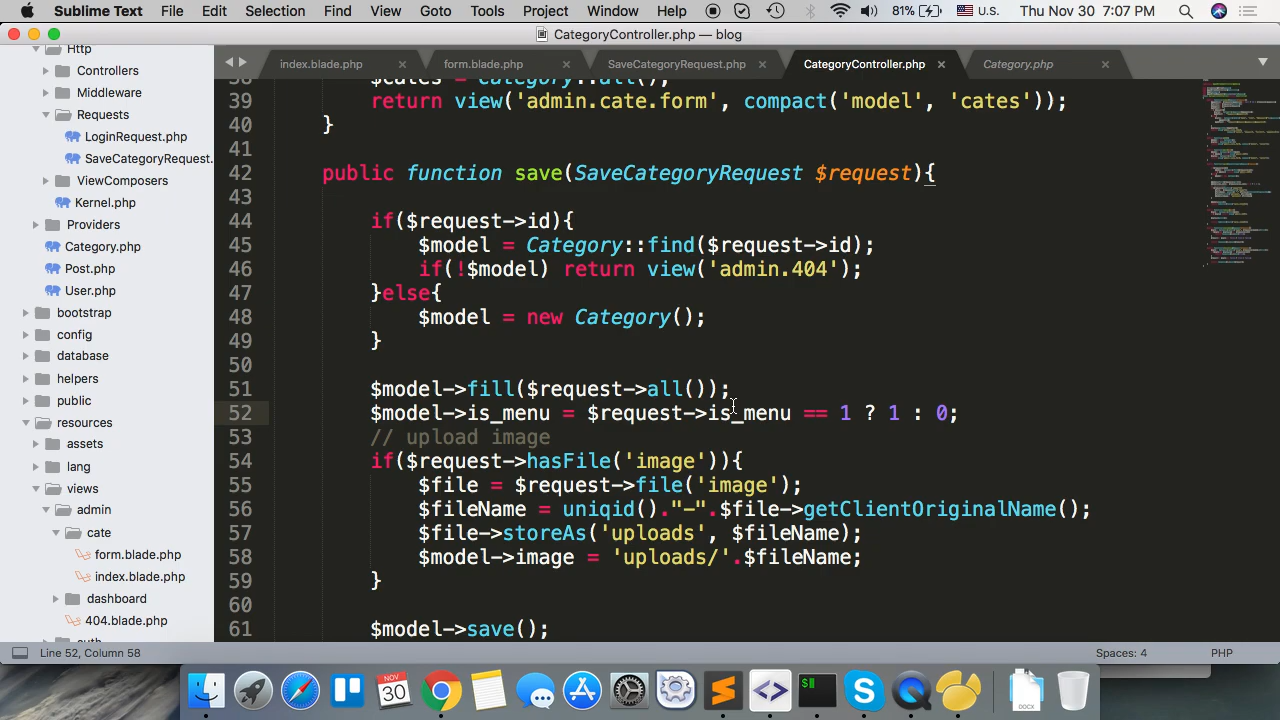 Sublime Text File Edit Selection Find View Goto Tools Project Window Help 81% U.S. Thu Nov 30 7:07 PM
CategoryController.php — blog
index.blade.php form.blade.php SaveCategoryRequest.php CategoryController.php Category.php
Http
Controllers
Middleware
Requests
LoginRequest.php
SaveCategoryRequest.
ViewComposers
Kernel.php
Providers
Category.php
Post.php
User.php
bootstrap
config
database
helpers
public
resources
assets
lang
views
admin
cate
form.blade.php
index.blade.php
dashboard
404.blade.php
auth
38 $cates = Category::all();
39 return view('admin.cate.form', compact('model', 'cates'));
40 }
41
42 public function save(SaveCategoryRequest $request){
43
44 if($request->id){
45 $model = Category::find($request->id);
46 if(!$model) return view('admin.404');
47 }else{
48 $model = new Category();
49 }
50
51 $model->fill($request->all());
52 $model->is_menu = $request->is_menu == 1 ? 1 : 0;
53 // upload image
54 if($request->hasFile('image')){
55 $file = $request->file('image');
56 $fileName = uniqid()."-".$file->getClientOriginalName();
57 $file->storeAs('uploads', $fileName);
58 $model->image = 'uploads/'.$fileName;
59 }
60
61 $model->save();
Line 52, Column 58 Spaces: 4 PHP
NOV
30
DOCX